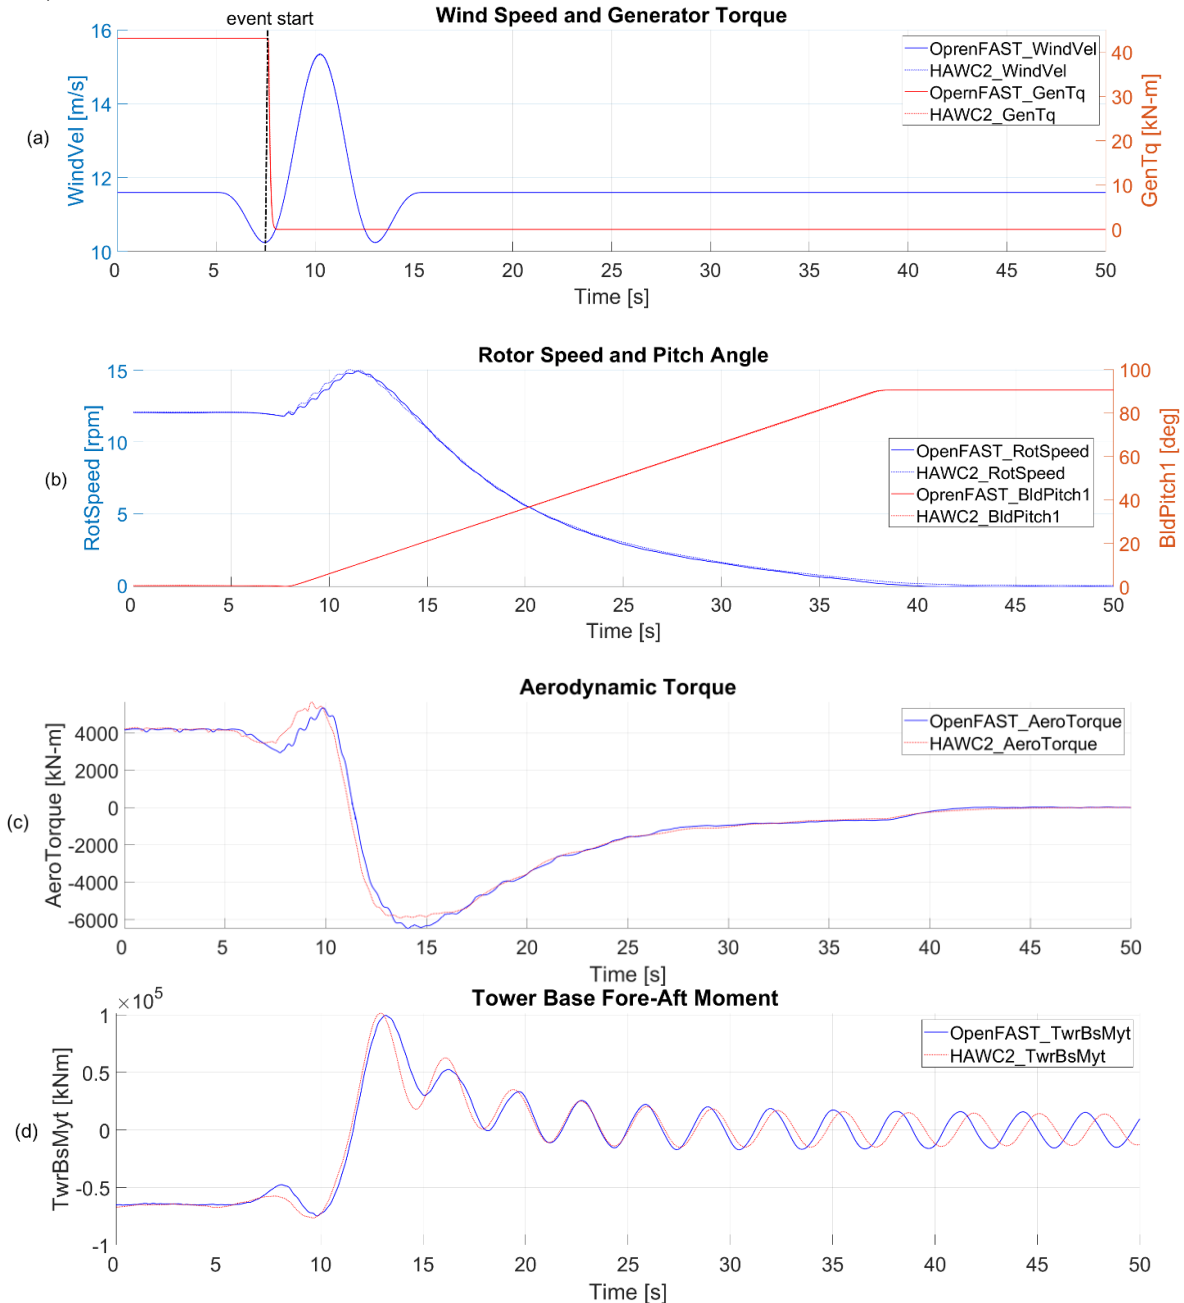 event start
Wind Speed and Generator Torque
(a)
WindVel [m/s]
16
14
12
10
GenTq [kN-m]
40
30
20
10
0
OprenFAST_WindVel
HAWC2_WindVel
OpernFAST_GenTq
HAWC2_GenTq
0 5 10 15 20 25 30 35 40 45 50
Time [s]
Rotor Speed and Pitch Angle
(b)
RotSpeed [rpm]
15
10
5
0
BldPitch1 [deg]
100
80
60
40
20
0
OpenFAST_RotSpeed
HAWC2_RotSpeed
OprenFAST_BldPitch1
HAWC2_BldPitch1
0 5 10 15 20 25 30 35 40 45 50
Time [s]
Aerodynamic Torque
(c)
AeroTorque [kN-m]
4000
2000
0
-2000
-4000
-6000
OpenFAST_AeroTorque
HAWC2_AeroTorque
0 5 10 15 20 25 30 35 40 45 50
Time [s]
Tower Base Fore-Aft Moment
×10^5
(d)
TwrBsMyt [kNm]
1
0.5
0
-0.5
-1
OpenFAST_TwrBsMyt
HAWC2_TwrBsMyt
0 5 10 15 20 25 30 35 40 45 50
Time [s]